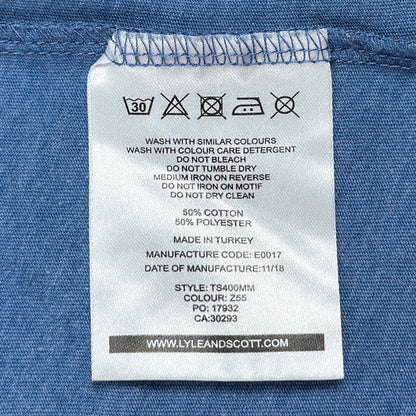 30
WASH WITH SIMILAR COLOURS
WASH WITH COLOUR CARE DETERGENT
DO NOT BLEACH
DO NOT TUMBLE DRY
MEDIUM IRON ON REVERSE
DO NOT IRON ON MOTIF
DO NOT DRY CLEAN
50% COTTON
50% POLYESTER
MADE IN TURKEY
MANUFACTURE CODE: E0017
DATE OF MANUFACTURE:11/18
STYLE: TS400MM
COLOUR: Z55
PO: 17932
CA:30293
WWW.LYLEANDSCOTT.COM